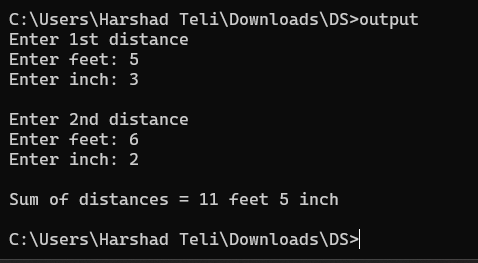 C:\Users\Harshad Teli\Downloads\DS>output
Enter 1st distance
Enter feet: 5
Enter inch: 3
Enter 2nd distance
Enter feet: 6
Enter inch: 2
Sum of distances = 11 feet 5 inch
C:\Users\Harshad Teli\Downloads\DS>